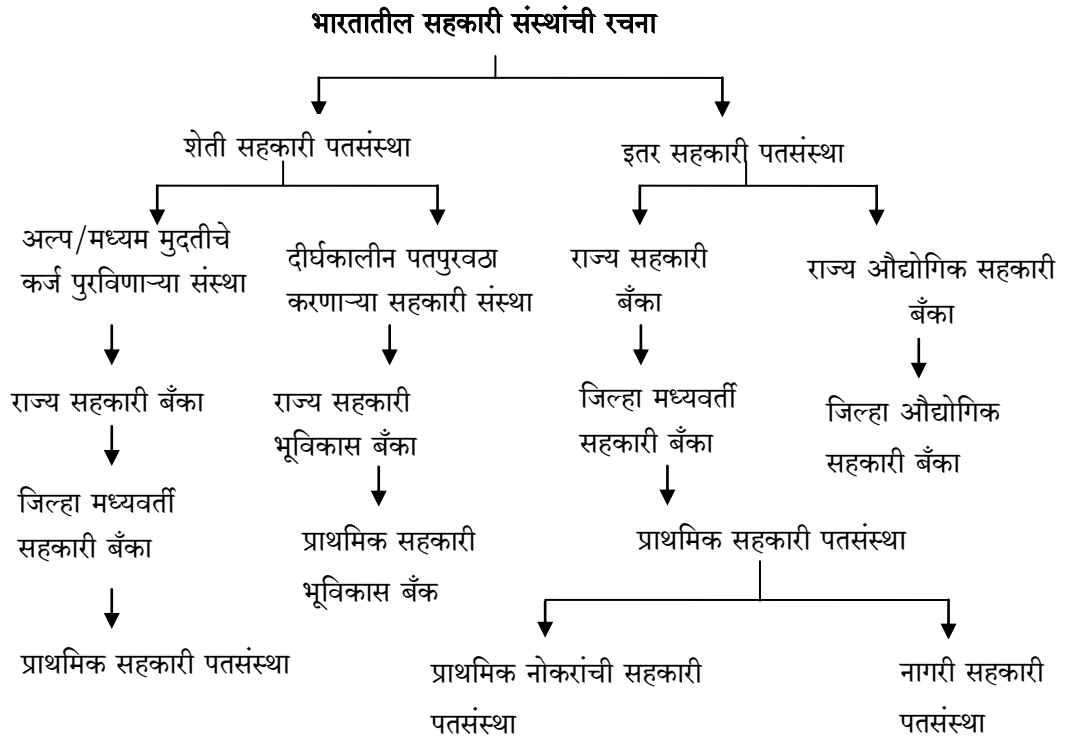 भारतातील सहकारी संस्थांची रचना
शेती सहकारी पतसंस्था
इतर सहकारी पतसंस्था
अल्प/मध्यम मुदतीचे
कर्ज पुरविणाऱ्या संस्था
दीर्घकालीन पतपुरवठा
करणाऱ्या सहकारी संस्था
राज्य सहकारी
बँका
राज्य औद्योगिक सहकारी
बँका
राज्य सहकारी बँका
राज्य सहकारी
भूविकास बँका
जिल्हा मध्यवर्ती
सहकारी बँका
जिल्हा औद्योगिक
सहकारी बँका
जिल्हा मध्यवर्ती
सहकारी बँका
प्राथमिक सहकारी
भूविकास बँक
प्राथमिक सहकारी पतसंस्था
प्राथमिक सहकारी पतसंस्था
प्राथमिक नोकरांची सहकारी
पतसंस्था
नागरी सहकारी
पतसंस्था